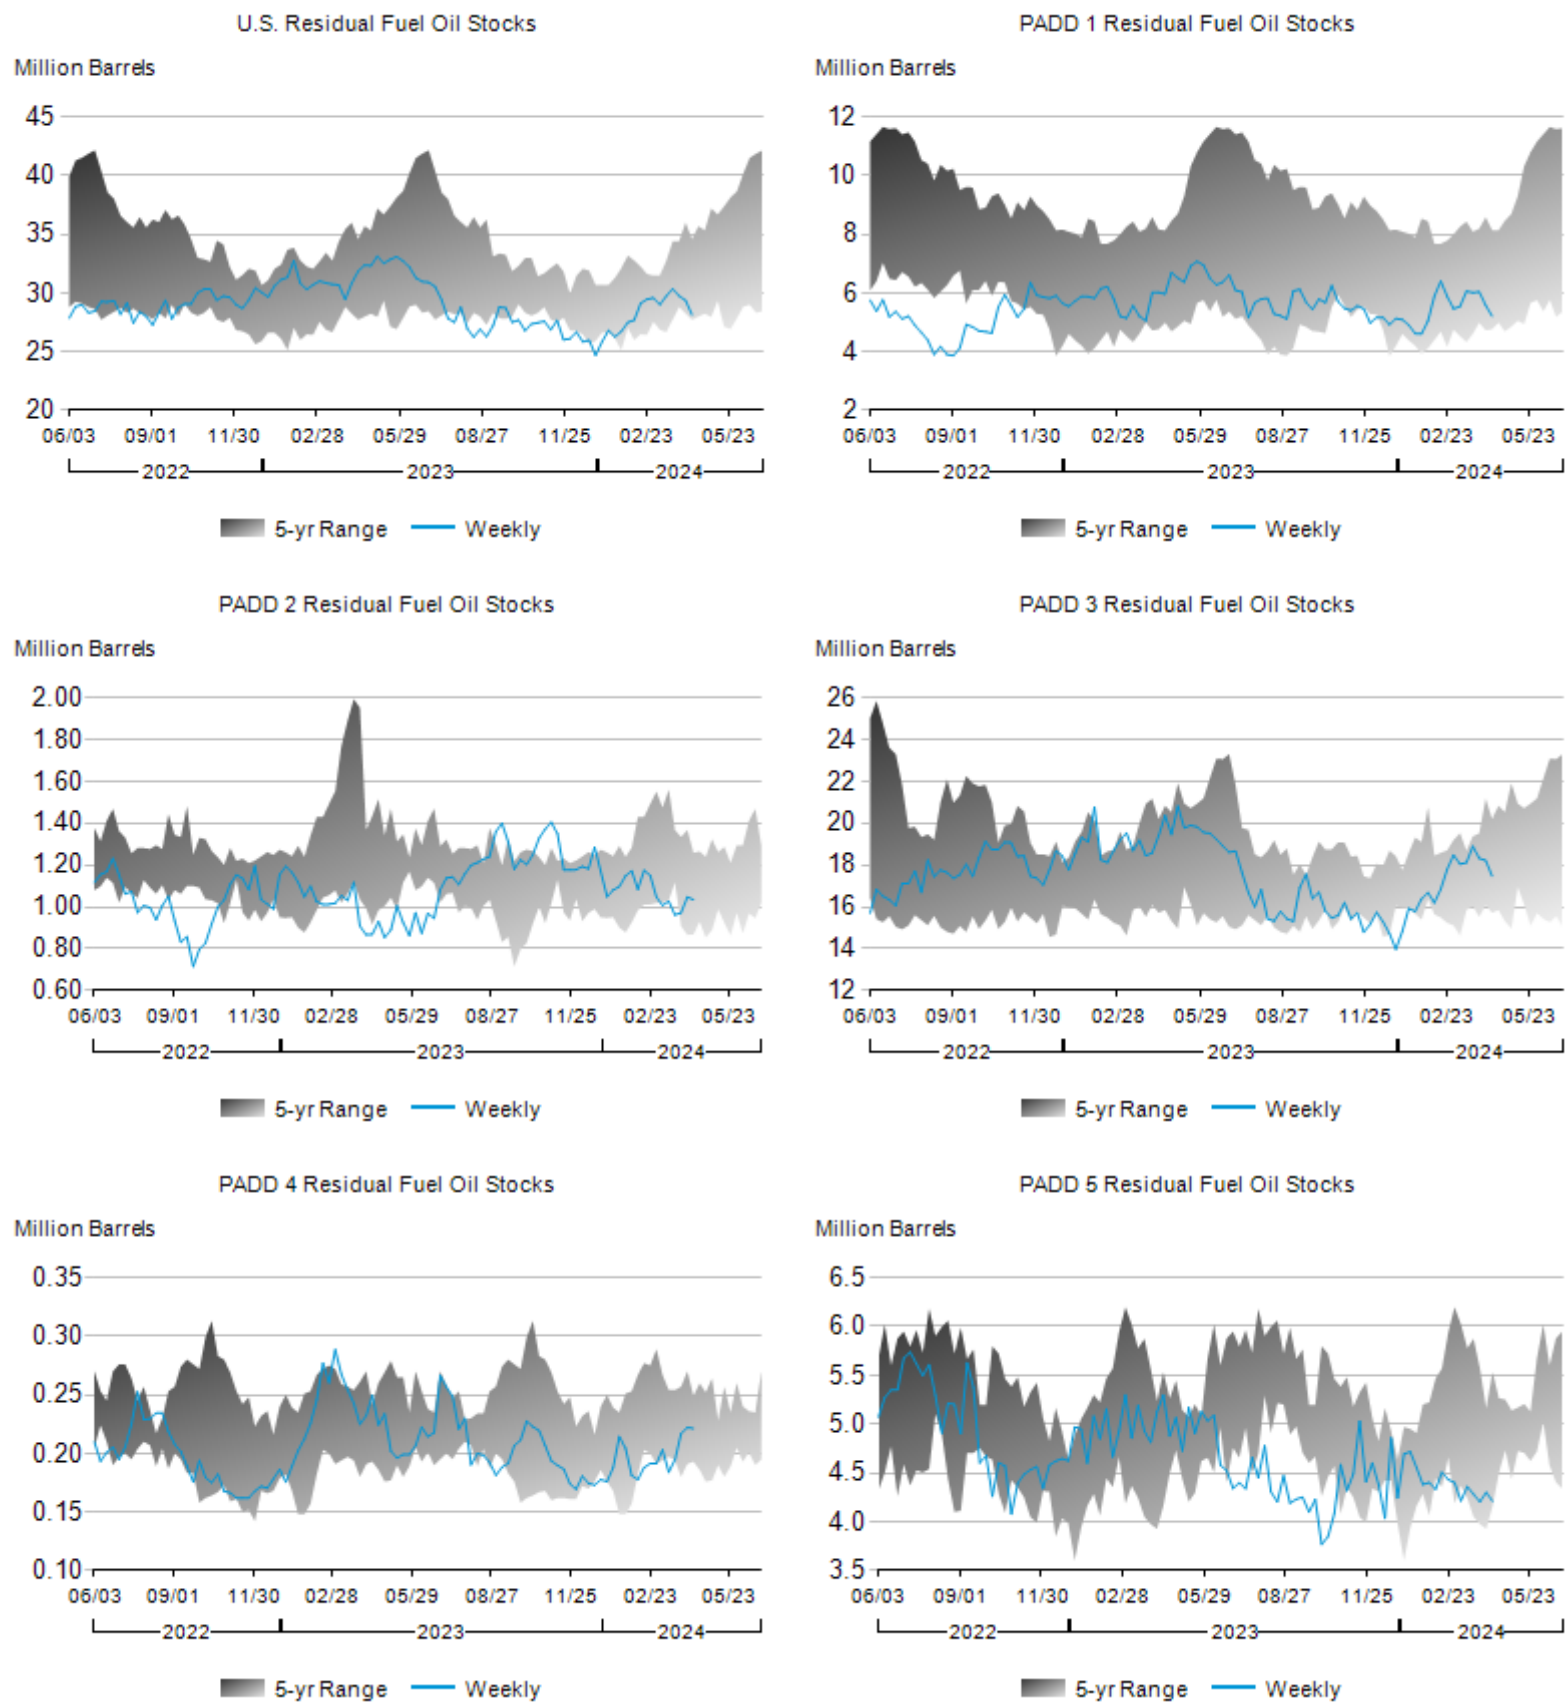 U.S. Residual Fuel Oil Stocks
Million Barrels
45
40
35
30
25
20
06/03 09/01 11/30 02/28 05/29 08/27 11/25 02/23 05/23
2022 2023 2024
5-yr Range Weekly
PADD 1 Residual Fuel Oil Stocks
Million Barrels
12
10
8
6
4
2
06/03 09/01 11/30 02/28 05/29 08/27 11/25 02/23 05/23
2022 2023 2024
5-yr Range Weekly
PADD 2 Residual Fuel Oil Stocks
Million Barrels
2.00
1.80
1.60
1.40
1.20
1.00
0.80
0.60
06/03 09/01 11/30 02/28 05/29 08/27 11/25 02/23 05/23
2022 2023 2024
5-yr Range Weekly
PADD 3 Residual Fuel Oil Stocks
Million Barrels
26
24
22
20
18
16
14
12
06/03 09/01 11/30 02/28 05/29 08/27 11/25 02/23 05/23
2022 2023 2024
5-yr Range Weekly
PADD 4 Residual Fuel Oil Stocks
Million Barrels
0.35
0.30
0.25
0.20
0.15
0.10
06/03 09/01 11/30 02/28 05/29 08/27 11/25 02/23 05/23
2022 2023 2024
5-yr Range Weekly
PADD 5 Residual Fuel Oil Stocks
Million Barrels
6.5
6.0
5.5
5.0
4.5
4.0
3.5
06/03 09/01 11/30 02/28 05/29 08/27 11/25 02/23 05/23
2022 2023 2024
5-yr Range Weekly